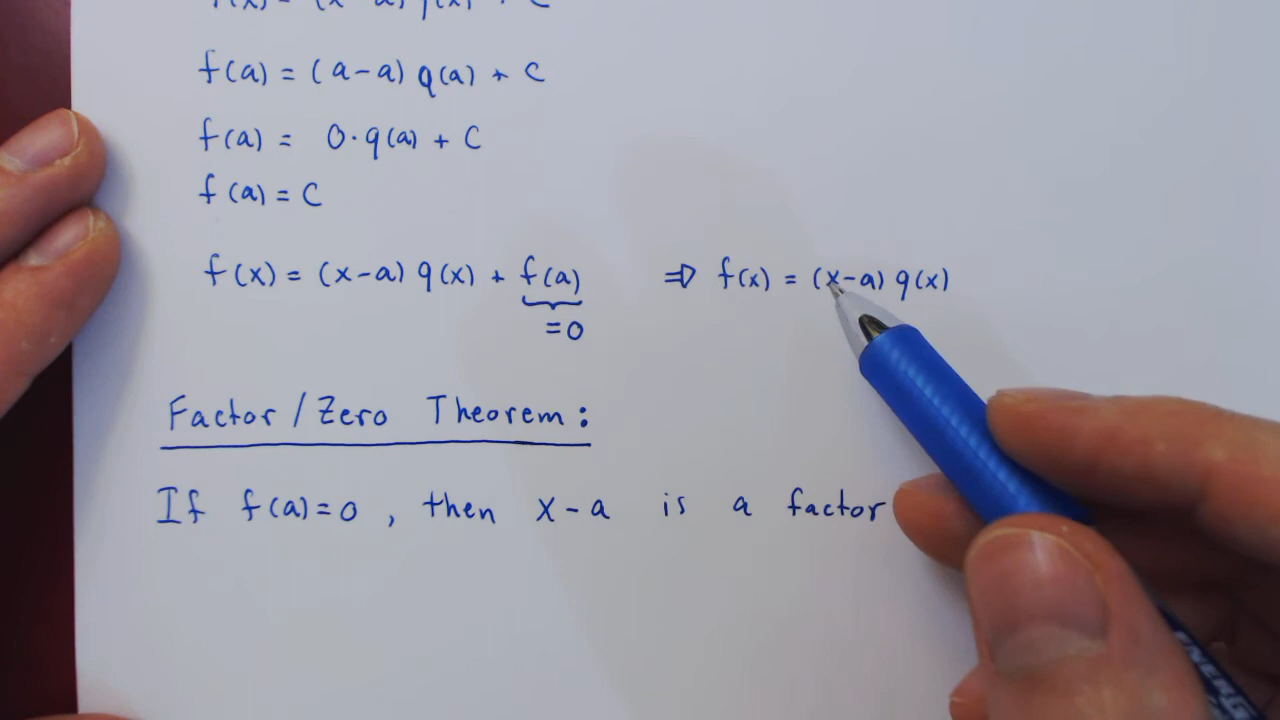 f(a) = (a-a) q(a) + C
f(a) = 0·q(a) + C
f(a) = C
f(x) = (x-a) q(x) + f(a) ⇒ f(x) = (x-a) q(x)
=0
Factor/Zero Theorem:
If f(a)=0, then x-a is a factor